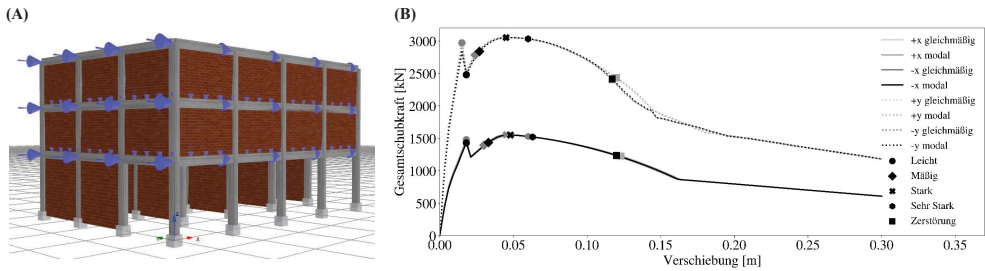 (A)
(B)
3000
2500
2000
1500
1000
500
0
Gesamtschubkraft [kN]
0.00
0.05
0.10
0.15
0.20
0.25
0.30
0.35
Verschiebung [m]
+x gleichmäßig
+x modal
-x gleichmäßig
-x modal
+y gleichmäßig
+y modal
-y gleichmäßig
-y modal
Leicht
Mäßig
Stark
Sehr Stark
Zerstörung
x